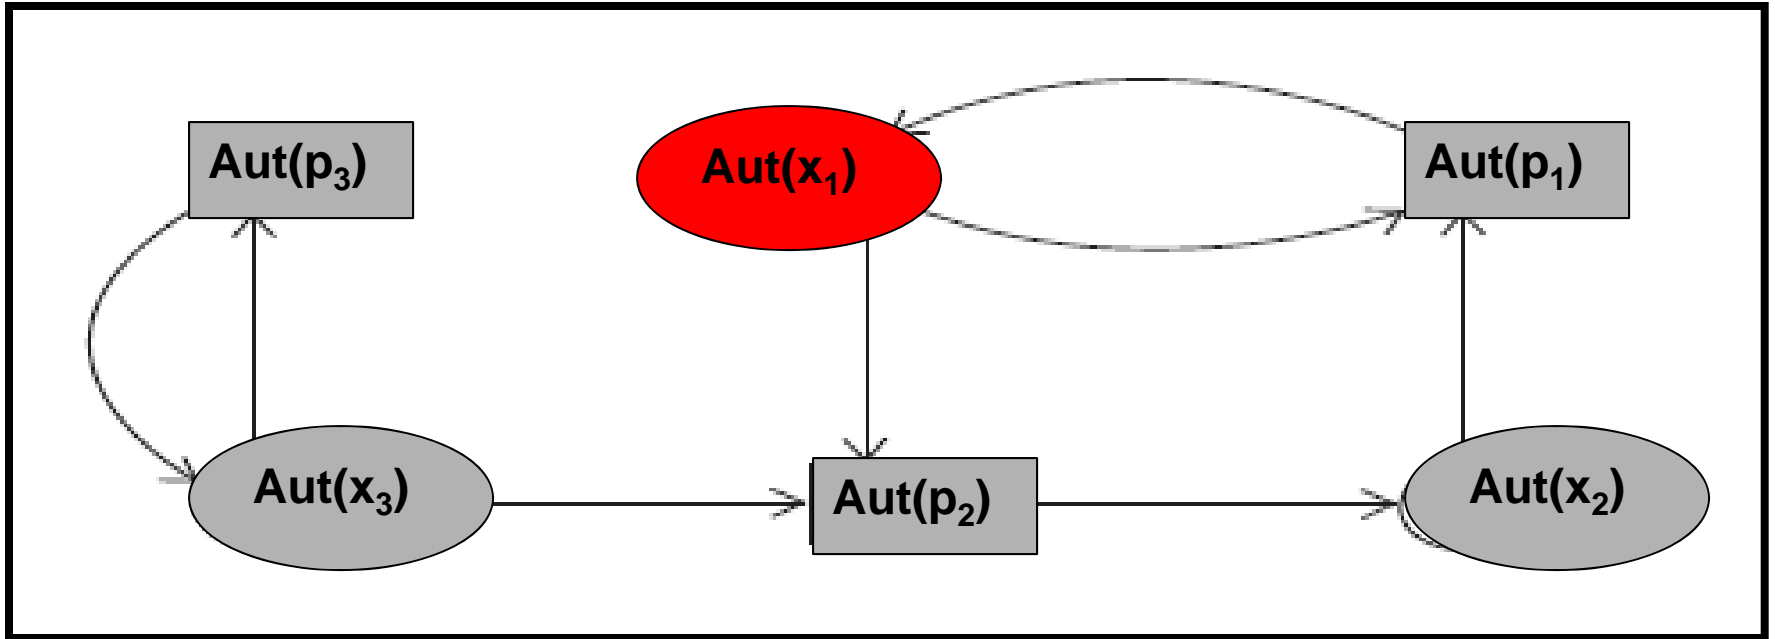 Aut(p₃)
Aut(x₁)
Aut(p₁)
Aut(x₃)
Aut(p₂)
Aut(x₂)